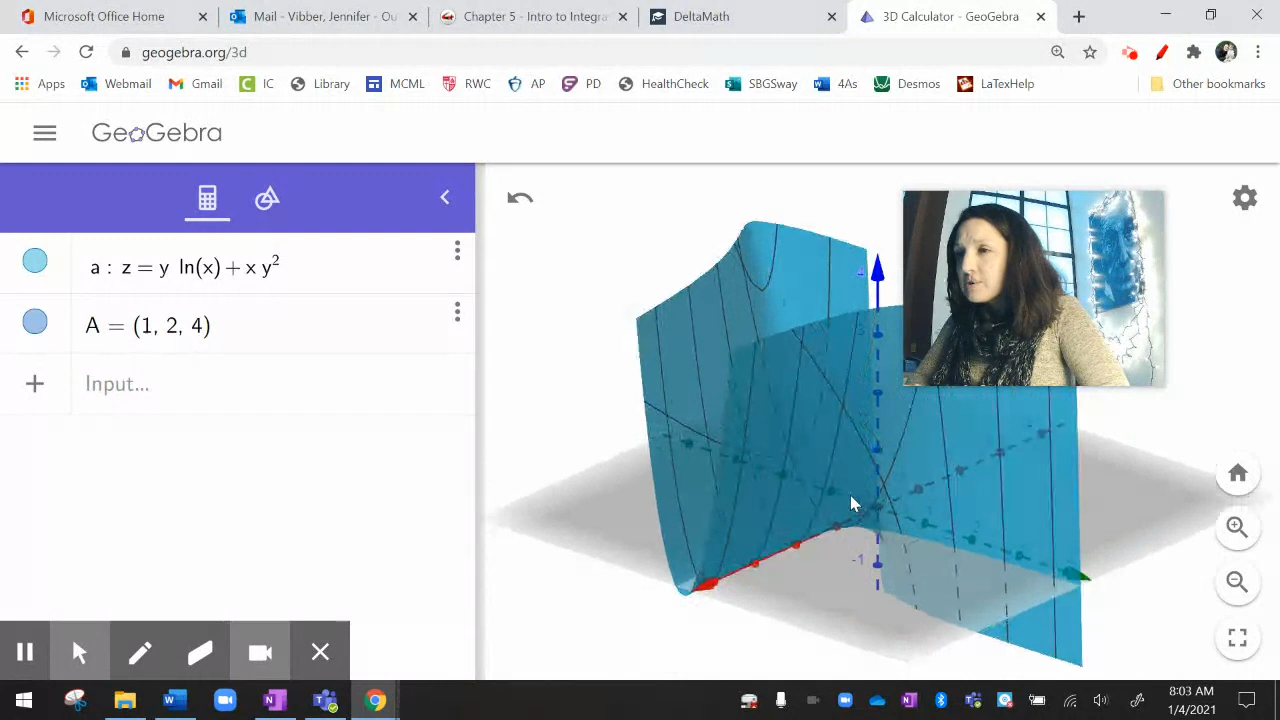 Microsoft Office Home
Mail - Vibber, Jennifer - Ou
Chapter 5 - Intro to Integra
DeltaMath
3D Calculator - GeoGebra
geogebra.org/3d
Apps
Webmail
Gmail
IC
Library
MCML
RWC
AP
PD
HealthCheck
SBGSway
4As
Desmos
LaTexHelp
Other bookmarks
GeoGebra
a : z = y ln(x) + x y²
A = (1, 2, 4)
Input...
4
3
-1
8:03 AM
1/4/2021